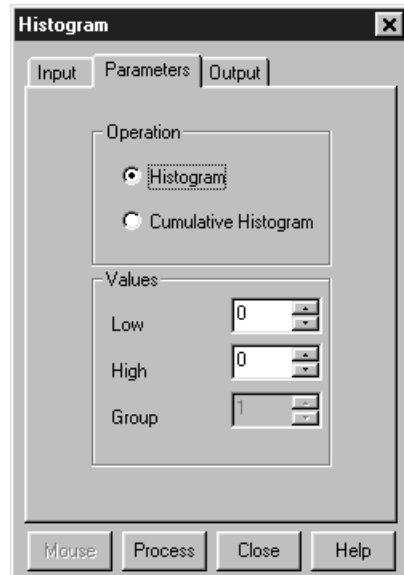 Histogram
Input Parameters Output
Operation
Histogram
Cumulative Histogram
Values
Low 0
High 0
Group 1
Mouse Process Close Help